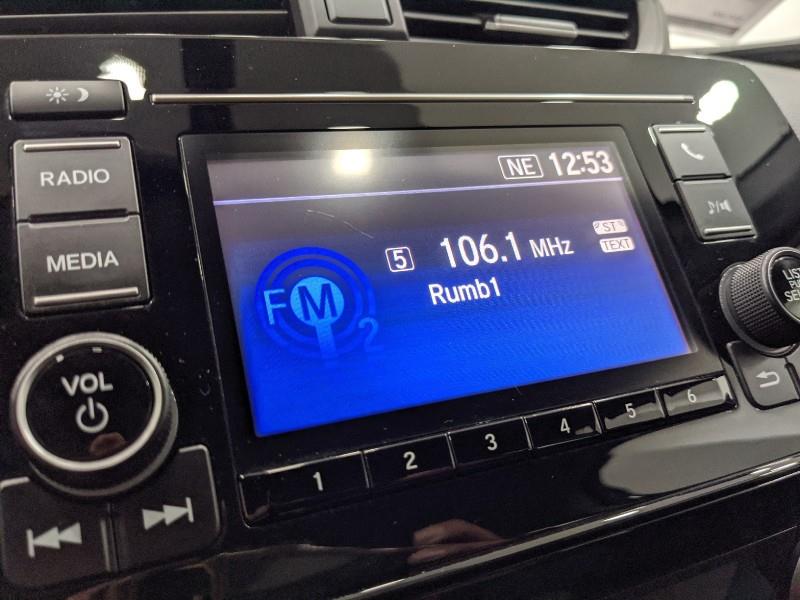 NE 12:53
RADIO
MEDIA
5 106.1 MHz
ST
TEXT
Rumb1
FM
2
VOL
1 2 3 4 5 6